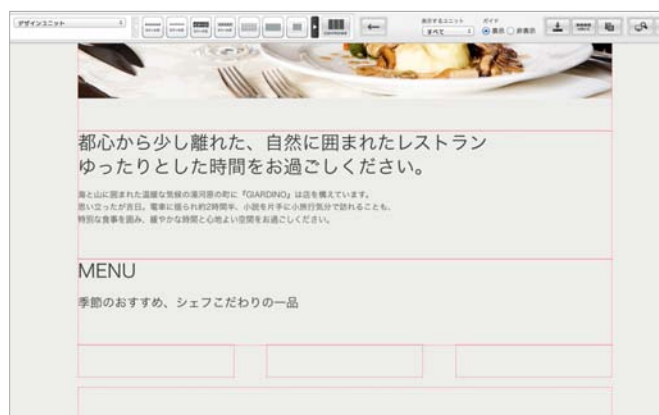 デザインユニット
表示するユニット
ガイド
すべて
表示 非表示
都心から少し離れた、自然に囲まれたレストラン
ゆったりとした時間をお過ごしください。
海と山に囲まれた温暖な気候の湯河原の町に『GIARDINO』は店を構えています。
思い立ったが吉日。電車に揺られ約2時間半、小説を片手に小旅行気分で訪れることも、
特別な食事を囲み、緩やかな時間と心地よい空間をお過ごしください。
MENU
季節のおすすめ、シェフこだわりの一品